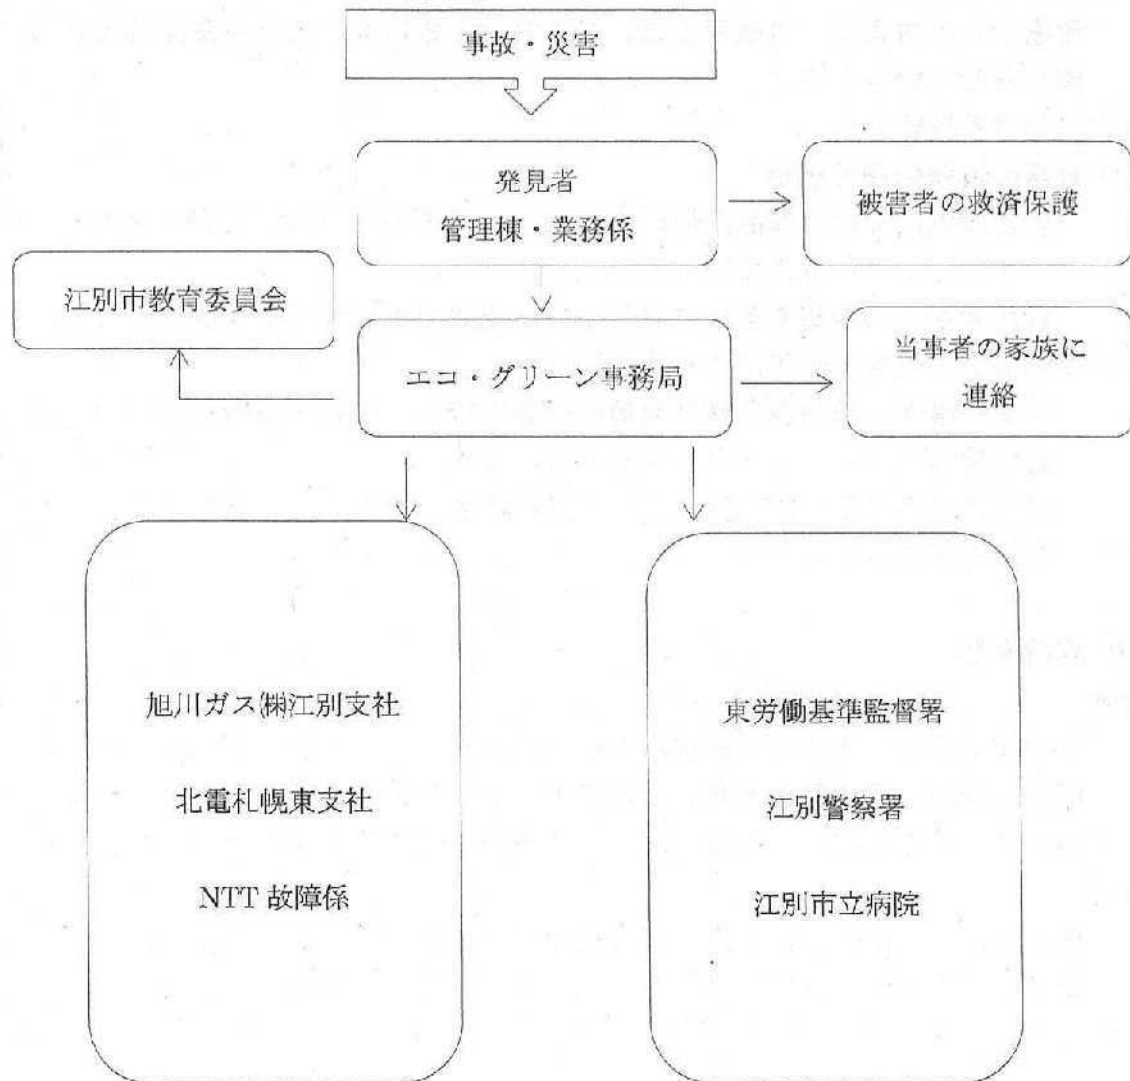 事故・災害
発見者
管理棟・業務係
被害者の救済保護
江別市教育委員会
エコ・グリーン事務局
当事者の家族に
連絡
旭川ガス㈱江別支社
北電札幌東支社
NTT 故障係
東労働基準監督署
江別警察署
江別市立病院